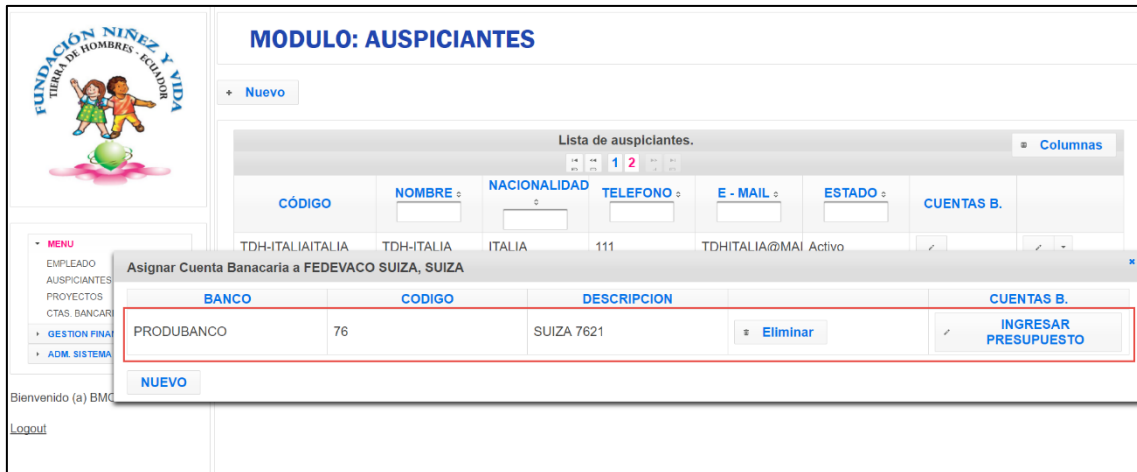 FUNDACIÓN NIÑEZ Y VIDA
TIERRA DE HOMBRES - ECUADOR
MODULO: AUSPICIANTES
+ Nuevo
Lista de auspiciantes.
Columnas
1 2
CÓDIGO NOMBRE NACIONALIDAD TELEFONO E - MAIL ESTADO CUENTAS B.
TDH-ITALIAITALIA TDH-ITALIA ITALIA 111 TDHITALIA@MAI Activo
MENU
EMPLEADO
AUSPICIANTES
PROYECTOS
CTAS. BANCARI
GESTION FINA
ADM. SISTEMA
Asignar Cuenta Banacaria a FEDEVACO SUIZA, SUIZA
BANCO CODIGO DESCRIPCION CUENTAS B.
PRODUBANCO 76 SUIZA 7621 Eliminar INGRESAR
PRESUPUESTO
NUEVO
Bienvenido (a) BMC
Logout